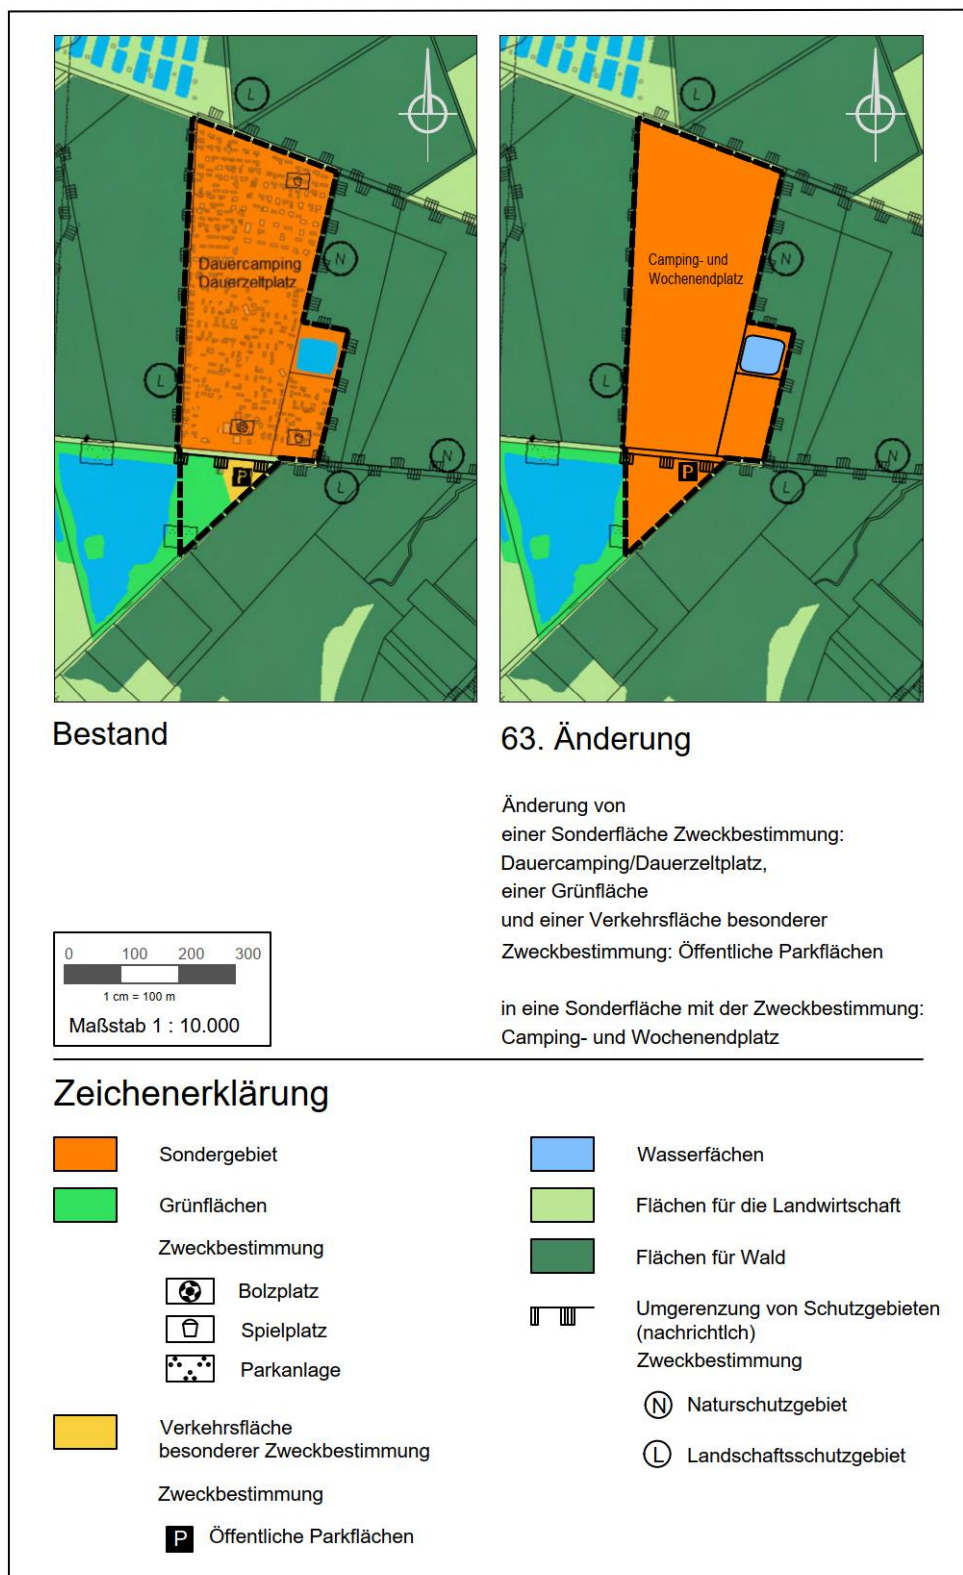 L
Dauercamping
Dauerzeltplatz
N
L
P
N
L
L
Camping- und
Wochenendplatz
N
L
P
N
L
Bestand
63. Änderung
Änderung von
einer Sonderfläche Zweckbestimmung:
Dauercamping/Dauerzeltplatz,
einer Grünfläche
und einer Verkehrsfläche besonderer
Zweckbestimmung: Öffentliche Parkflächen
in eine Sonderfläche mit der Zweckbestimmung:
Camping- und Wochenendplatz
0 100 200 300
1 cm = 100 m
Maßstab 1 : 10.000
Zeichenerklärung
Sondergebiet
Grünflächen
Zweckbestimmung
Bolzplatz
Spielplatz
Parkanlage
Verkehrsfläche
besonderer Zweckbestimmung
Zweckbestimmung
P Öffentliche Parkflächen
Wasserfächen
Flächen für die Landwirtschaft
Flächen für Wald
Umgerenzung von Schutzgebieten
(nachrichtlch)
Zweckbestimmung
N Naturschutzgebiet
L Landschaftsschutzgebiet